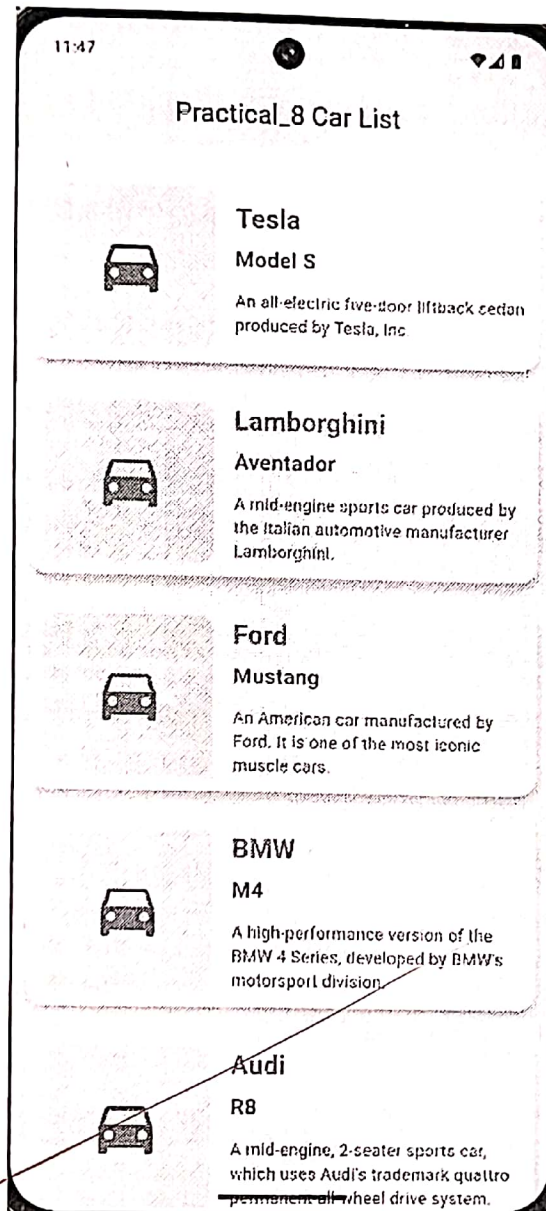 11:47
Practical_8 Car List
Tesla
Model S
An all-electric five-door liftback sedan
produced by Tesla, Inc.
Lamborghini
Aventador
A mid-engine sports car produced by
the Italian automotive manufacturer
Lamborghini.
Ford
Mustang
An American car manufactured by
Ford. It is one of the most iconic
muscle cars.
BMW
M4
A high-performance version of the
BMW 4 Series, developed by BMW's
motorsport division.
Audi
R8
A mid-engine, 2-seater sports car,
which uses Audi's trademark quattro
permanent all-wheel drive system.